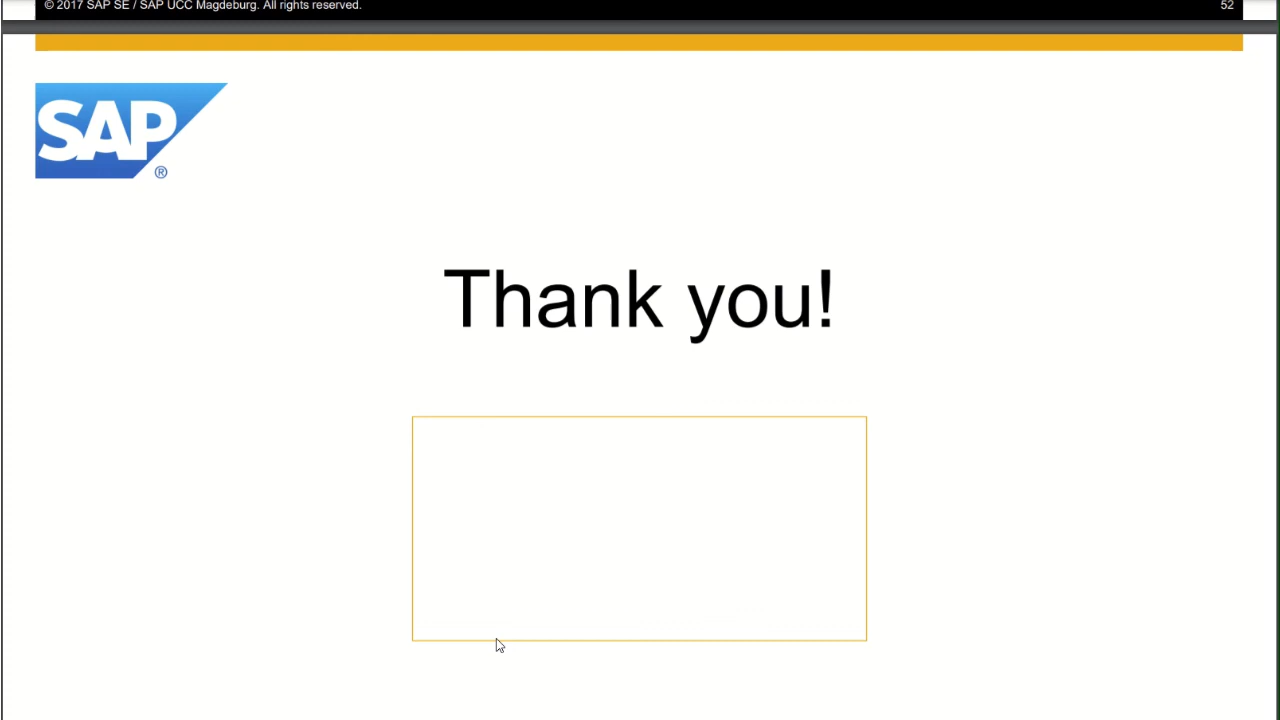 © 2017 SAP SE / SAP UCC Magdeburg. All rights reserved.
52
SAP
®
Thank you!